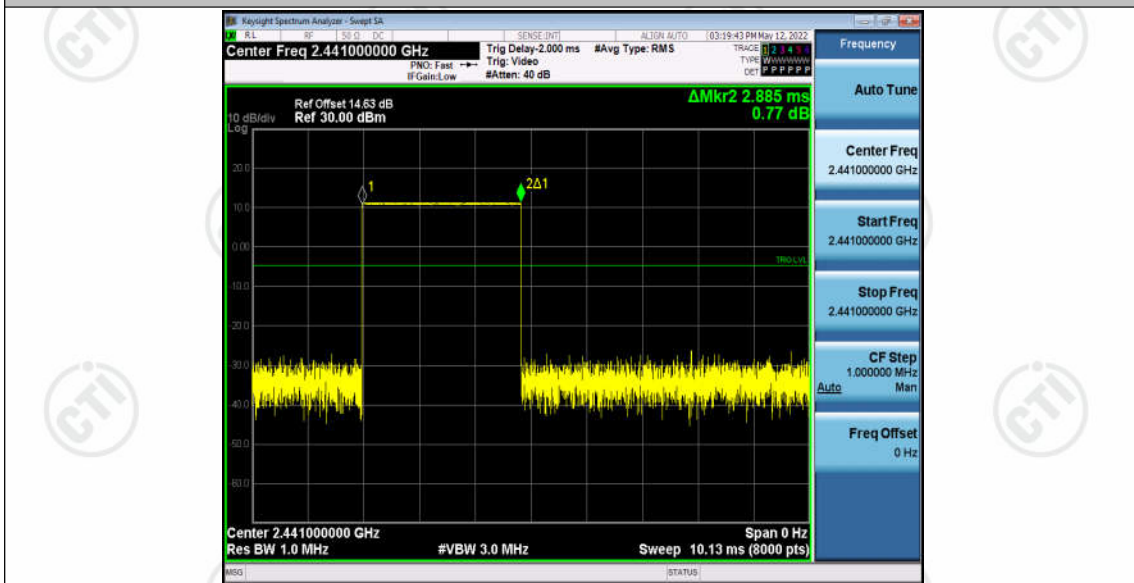 Keysight Spectrum Analyzer - Swept SA
RL RF 50 Ω DC SENSE:INT ALIGN AUTO 03:19:43 PM May 12, 2022
Center Freq 2.441000000 GHz
PNO: Fast
IFGain:Low
Trig Delay-2.000 ms
Trig: Video
#Atten: 40 dB
#Avg Type: RMS
TRACE 1 2 3 4 5 6
TYPE WWWWWW
DET P P P P P P
Frequency
Auto Tune
Center Freq
2.441000000 GHz
Start Freq
2.441000000 GHz
Stop Freq
2.441000000 GHz
CF Step
1.000000 MHz
Auto Man
Freq Offset
0 Hz
Ref Offset 14.63 dB
10 dB/div Ref 30.00 dBm
Log
ΔMkr2 2.885 ms
0.77 dB
1
2Δ1
20.0
10.0
0.00
TRIG LVL
-10.0
-20.0
-30.0
-40.0
-50.0
-60.0
Center 2.441000000 GHz
Span 0 Hz
Res BW 1.0 MHz
#VBW 3.0 MHz
Sweep 10.13 ms (8000 pts)
MSG
STATUS
CTI
CTI
CTI
CTI